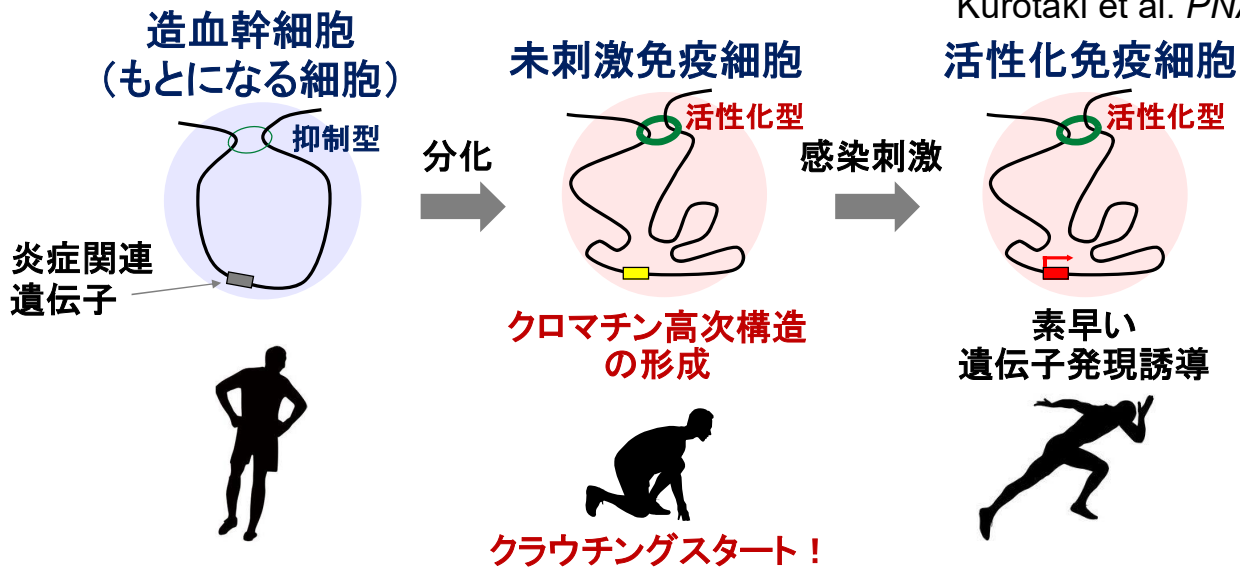 Kurotaki et al.
造血幹細胞
（もとになる細胞）
抑制型
炎症関連
遺伝子
分化
未刺激免疫細胞
活性化型
クロマチン高次構造
の形成
クラウチングスタート！
感染刺激
活性化免疫細胞
活性化型
素早い
遺伝子発現誘導